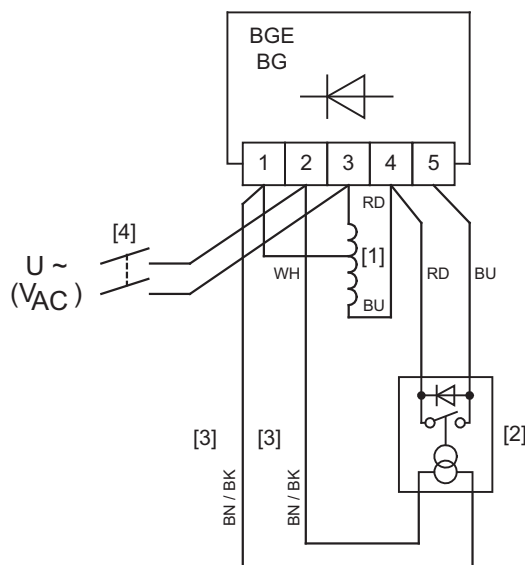 BGE
BG
1 2 3 4 5
RD
[4]
[1]
U ~
WH
RD
BU
(VAC)
BU
[2]
[3] [3]
BN / BK
BN / BK